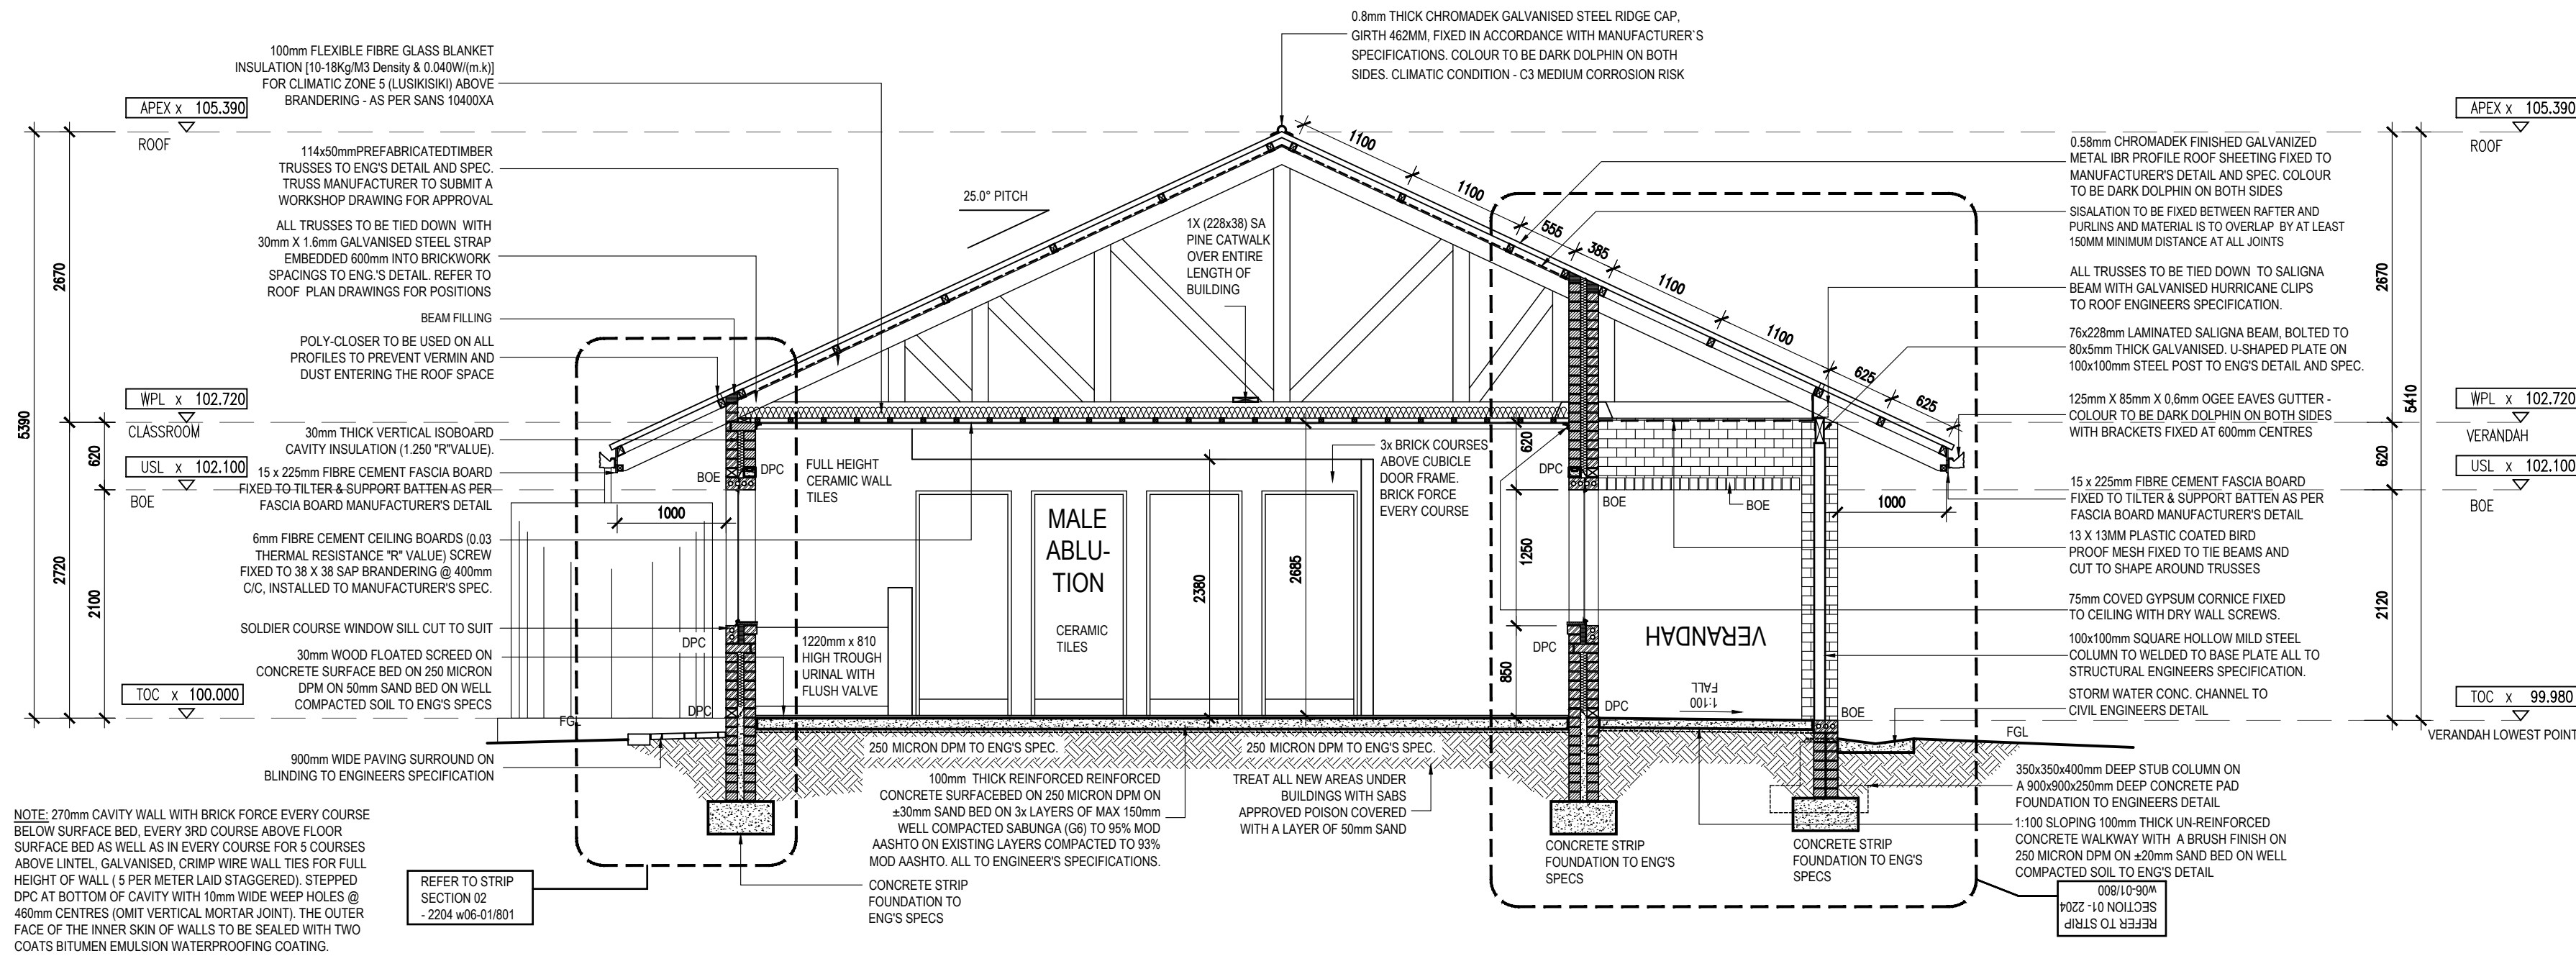 0.8mm THICK CHROMADEK GALVANISED STEEL RIDGE CAP,
GIRTH 462MM, FIXED IN ACCORDANCE WITH MANUFACTURER`S
SPECIFICATIONS. COLOUR TO BE DARK DOLPHIN ON BOTH
SIDES. CLIMATIC CONDITION - C3 MEDIUM CORROSION RISK
100mm FLEXIBLE FIBRE GLASS BLANKET
INSULATION [10-18Kg/M3 Density & 0.040W/(m.k)]
FOR CLIMATIC ZONE 5 (LUSIKISIKI) ABOVE
BRANDERING - AS PER SANS 10400XA
APEX x 105.390
ROOF
114x50mmPREFABRICATEDTIMBER
TRUSSES TO ENG'S DETAIL AND SPEC.
TRUSS MANUFACTURER TO SUBMIT A
WORKSHOP DRAWING FOR APPROVAL
ALL TRUSSES TO BE TIED DOWN WITH
30mm X 1.6mm GALVANISED STEEL STRAP
EMBEDDED 600mm INTO BRICKWORK
SPACINGS TO ENG.'S DETAIL. REFER TO
ROOF PLAN DRAWINGS FOR POSITIONS
BEAM FILLING
POLY-CLOSER TO BE USED ON ALL
PROFILES TO PREVENT VERMIN AND
DUST ENTERING THE ROOF SPACE
WPL x 102.720
CLASSROOM
30mm THICK VERTICAL ISOBOARD
CAVITY INSULATION (1.250 "R"VALUE).
USL x 102.100
BOE
15 x 225mm FIBRE CEMENT FASCIA BOARD
FIXED TO TILTER & SUPPORT BATTEN AS PER
FASCIA BOARD MANUFACTURER'S DETAIL
6mm FIBRE CEMENT CEILING BOARDS (0.03
THERMAL RESISTANCE "R" VALUE) SCREW
FIXED TO 38 X 38 SAP BRANDERING @ 400mm
C/C, INSTALLED TO MANUFACTURER'S SPEC.
SOLDIER COURSE WINDOW SILL CUT TO SUIT
30mm WOOD FLOATED SCREED ON
CONCRETE SURFACE BED ON 250 MICRON
DPM ON 50mm SAND BED ON WELL
COMPACTED SOIL TO ENG'S SPECS
TOC x 100.000
900mm WIDE PAVING SURROUND ON
BLINDING TO ENGINEERS SPECIFICATION
5390
2670
2720
620
2100
NOTE: 270mm CAVITY WALL WITH BRICK FORCE EVERY COURSE
BELOW SURFACE BED, EVERY 3RD COURSE ABOVE FLOOR
SURFACE BED AS WELL AS IN EVERY COURSE FOR 5 COURSES
ABOVE LINTEL, GALVANISED, CRIMP WIRE WALL TIES FOR FULL
HEIGHT OF WALL ( 5 PER METER LAID STAGGERED). STEPPED
DPC AT BOTTOM OF CAVITY WITH 10mm WIDE WEEP HOLES @
460mm CENTRES (OMIT VERTICAL MORTAR JOINT). THE OUTER
FACE OF THE INNER SKIN OF WALLS TO BE SEALED WITH TWO
COATS BITUMEN EMULSION WATERPROOFING COATING.
REFER TO STRIP
SECTION 02
- 2204 w06-01/801
25.0° PITCH
1X (228x38) SA
PINE CATWALK
OVER ENTIRE
LENGTH OF
BUILDING
1100
1100
555
385
1100
1100
625
625
1000
BOE
DPC
FULL HEIGHT
CERAMIC WALL
TILES
3x BRICK COURSES
ABOVE CUBICLE
DOOR FRAME.
BRICK FORCE
EVERY COURSE
MALE
ABLU-
TION
CERAMIC
TILES
2380
2685
620
1250
850
DPC
1220mm x 810
HIGH TROUGH
URINAL WITH
FLUSH VALVE
DPC
FGL
DPC
BOE
BOE
DPC
DPC
VERANDAH
FALL
1:100
BOE
FGL
1000
250 MICRON DPM TO ENG'S SPEC.
250 MICRON DPM TO ENG'S SPEC.
100mm THICK REINFORCED REINFORCED
CONCRETE SURFACEBED ON 250 MICRON DPM ON
±30mm SAND BED ON 3x LAYERS OF MAX 150mm
WELL COMPACTED SABUNGA (G6) TO 95% MOD
AASHTO ON EXISTING LAYERS COMPACTED TO 93%
MOD AASHTO. ALL TO ENGINEER'S SPECIFICATIONS.
TREAT ALL NEW AREAS UNDER
BUILDINGS WITH SABS
APPROVED POISON COVERED
WITH A LAYER OF 50mm SAND
CONCRETE STRIP
FOUNDATION TO
ENG'S SPECS
CONCRETE STRIP
FOUNDATION TO ENG'S
SPECS
CONCRETE STRIP
FOUNDATION TO ENG'S
SPECS
0.58mm CHROMADEK FINISHED GALVANIZED
METAL IBR PROFILE ROOF SHEETING FIXED TO
MANUFACTURER'S DETAIL AND SPEC. COLOUR
TO BE DARK DOLPHIN ON BOTH SIDES
SISALATION TO BE FIXED BETWEEN RAFTER AND
PURLINS AND MATERIAL IS TO OVERLAP BY AT LEAST
150MM MINIMUM DISTANCE AT ALL JOINTS
ALL TRUSSES TO BE TIED DOWN TO SALIGNA
BEAM WITH GALVANISED HURRICANE CLIPS
TO ROOF ENGINEERS SPECIFICATION.
76x228mm LAMINATED SALIGNA BEAM, BOLTED TO
80x5mm THICK GALVANISED. U-SHAPED PLATE ON
100x100mm STEEL POST TO ENG'S DETAIL AND SPEC.
125mm X 85mm X 0,6mm OGEE EAVES GUTTER -
COLOUR TO BE DARK DOLPHIN ON BOTH SIDES
WITH BRACKETS FIXED AT 600mm CENTRES
15 x 225mm FIBRE CEMENT FASCIA BOARD
FIXED TO TILTER & SUPPORT BATTEN AS PER
FASCIA BOARD MANUFACTURER'S DETAIL
13 X 13MM PLASTIC COATED BIRD
PROOF MESH FIXED TO TIE BEAMS AND
CUT TO SHAPE AROUND TRUSSES
75mm COVED GYPSUM CORNICE FIXED
TO CEILING WITH DRY WALL SCREWS.
100x100mm SQUARE HOLLOW MILD STEEL
COLUMN TO WELDED TO BASE PLATE ALL TO
STRUCTURAL ENGINEERS SPECIFICATION.
STORM WATER CONC. CHANNEL TO
CIVIL ENGINEERS DETAIL
350x350x400mm DEEP STUB COLUMN ON
A 900x900x250mm DEEP CONCRETE PAD
FOUNDATION TO ENGINEERS DETAIL
1:100 SLOPING 100mm THICK UN-REINFORCED
CONCRETE WALKWAY WITH A BRUSH FINISH ON
250 MICRON DPM ON ±20mm SAND BED ON WELL
COMPACTED SOIL TO ENG'S DETAIL
REFER TO STRIP
SECTION 01 - 2204
w06-01/800
2670
5410
620
2120
APEX x 105.390
ROOF
WPL x 102.720
VERANDAH
USL x 102.100
BOE
TOC x 99.980
VERANDAH LOWEST POINT